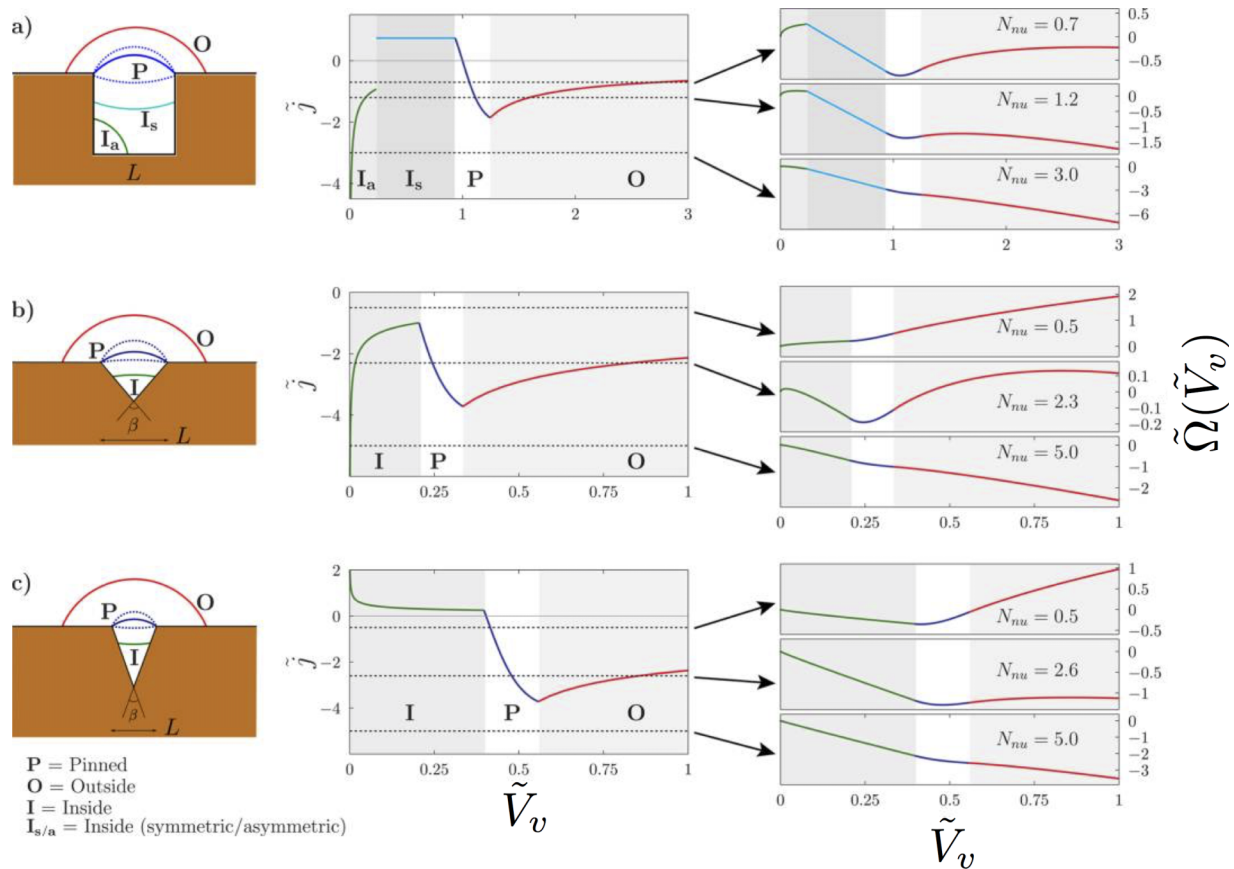 a)
O
P
I_s
I_a
L
j̃
0
−2
−4
I_a I_s P O
0 1 2 3
N_nu = 0.7
0.5
0
−0.5
N_nu = 1.2
0
−0.5
−1
−1.5
N_nu = 3.0
0
−3
−6
0 1 2 3
b)
O
P
I
β
L
j̃
0
−2
−4
I P O
0 0.25 0.5 0.75 1
N_nu = 0.5
2
1
0
N_nu = 2.3
0.1
0
−0.1
−0.2
N_nu = 5.0
0
−1
−2
0 0.25 0.5 0.75 1
Ω̃(Ṽ_v)
c)
O
P
I
β
L
j̃
2
0
−2
−4
I P O
0 0.25 0.5 0.75 1
Ṽ_v
N_nu = 0.5
1
0.5
0
−0.5
N_nu = 2.6
0
−0.5
−1
N_nu = 5.0
0
−1
−2
−3
0 0.25 0.5 0.75 1
Ṽ_v
P = Pinned
O = Outside
I = Inside
I_s/a = Inside (symmetric/asymmetric)